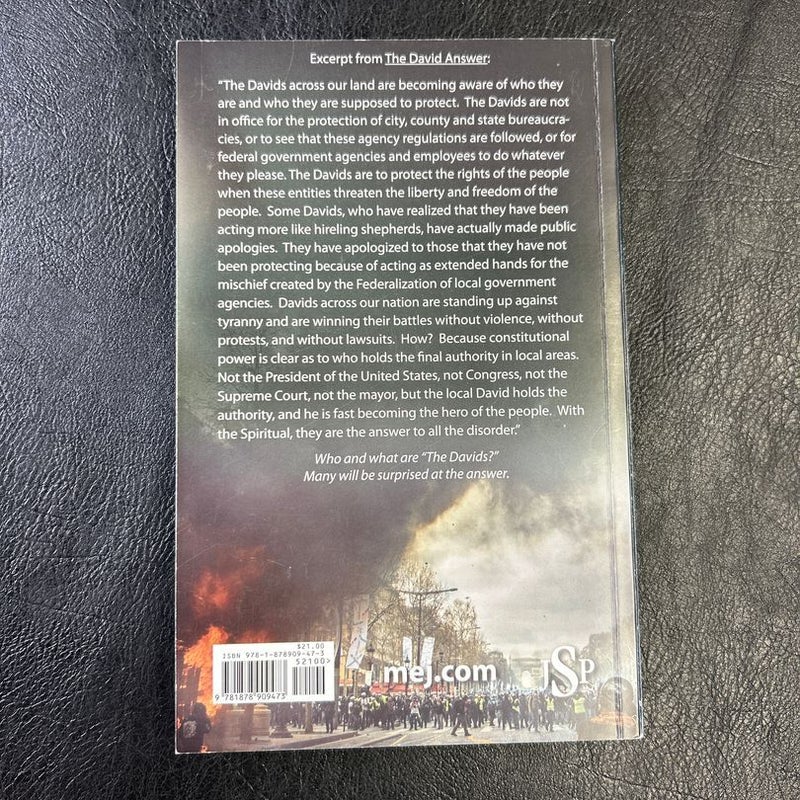 Excerpt from The David Answer:
“The Davids across our land are becoming aware of who they
are and who they are supposed to protect. The Davids are not
in office for the protection of city, county and state bureaucra-
cies, or to see that these agency regulations are followed, or for
federal government agencies and employees to do whatever
they please. The Davids are to protect the rights of the people
when these entities threaten the liberty and freedom of the
people. Some Davids, who have realized that they have been
acting more like hireling shepherds, have actually made public
apologies. They have apologized to those that they have not
been protecting because of acting as extended hands for the
mischief created by the Federalization of local government
agencies. Davids across our nation are standing up against
tyranny and are winning their battles without violence, without
protests, and without lawsuits. How? Because constitutional
power is clear as to who holds the final authority in local areas.
Not the President of the United States, not Congress, not the
Supreme Court, not the mayor, but the local David holds the
authority, and he is fast becoming the hero of the people. With
the Spiritual, they are the answer to all the disorder.”
Who and what are “The Davids?”
Many will be surprised at the answer.
$21.00
ISBN 978-1-878909-47-3
52100>
9 781878 909473
mej.com
JSP